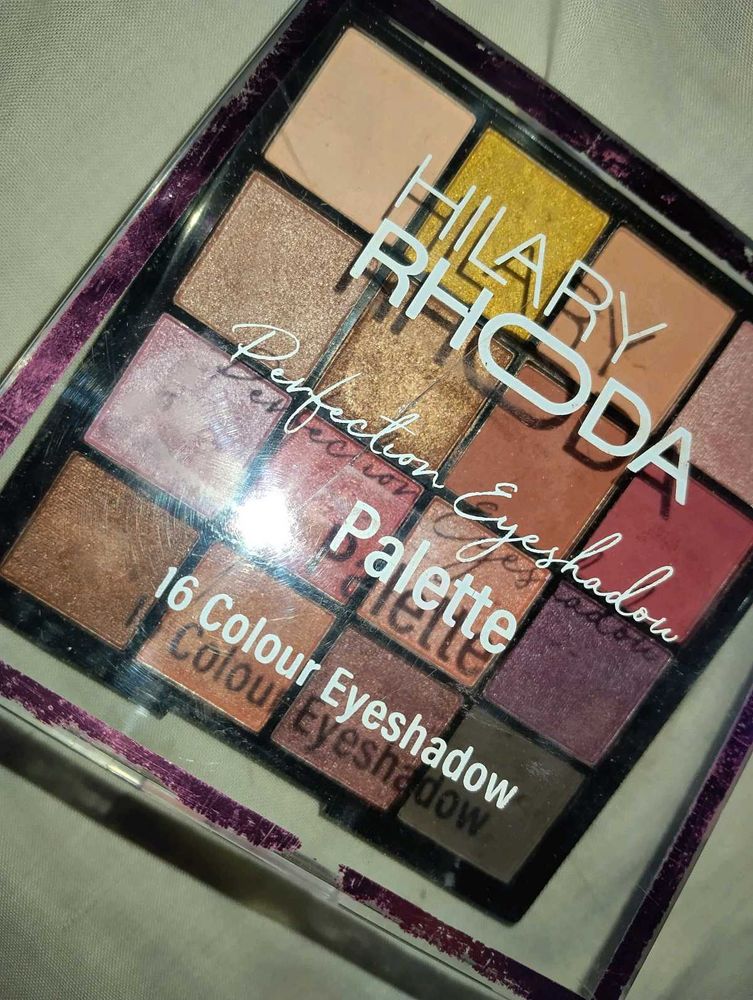 HILARY
RHODA
Perfection Eyeshadow
Palette
16 Colour Eyeshadow